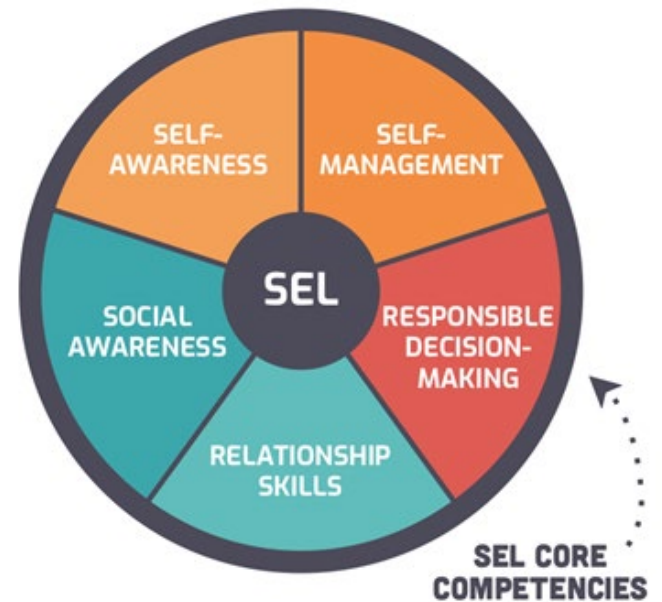 SELF-
AWARENESS
SELF-
MANAGEMENT
SEL
SOCIAL
AWARENESS
RESPONSIBLE
DECISION-
MAKING
RELATIONSHIP
SKILLS
SEL CORE
COMPETENCIES